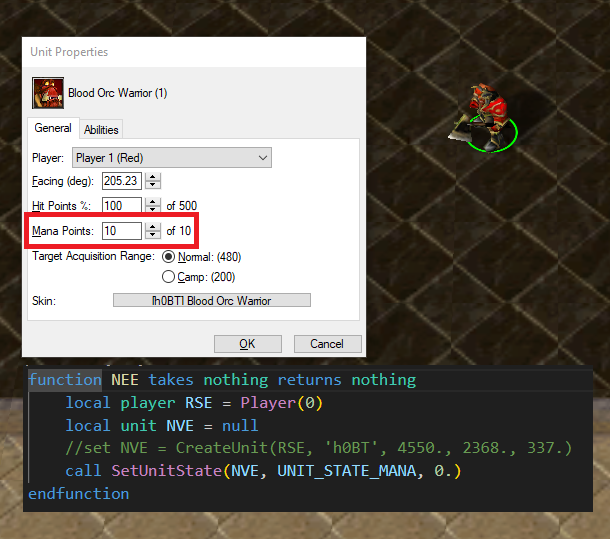 Unit Properties
Blood Orc Warrior (1)
General Abilities
Player: Player 1 (Red)
Facing (deg): 205.23
Hit Points %: 100 of 500
Mana Points: 10 of 10
Target Acquisition Range: Normal: (480)
Camp: (200)
Skin: [h0BT] Blood Orc Warrior
OK Cancel
function NEE takes nothing returns nothing
local player RSE = Player(0)
local unit NVE = null
//set NVE = CreateUnit(RSE, 'h0BT', 4550., 2368., 337.)
call SetUnitState(NVE, UNIT_STATE_MANA, 0.)
endfunction